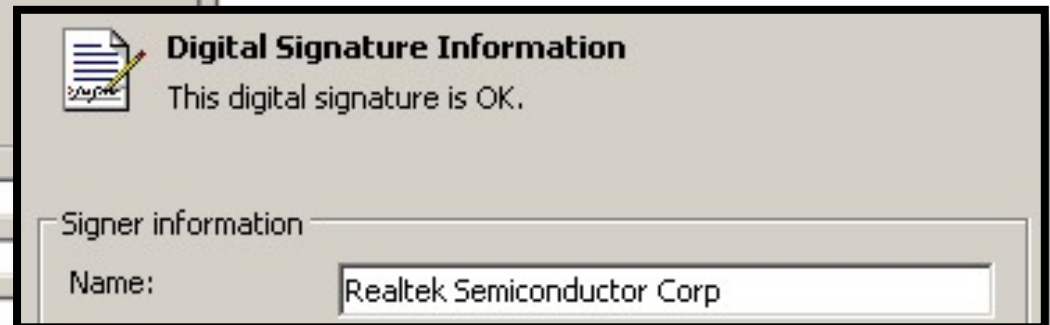 Digital Signature Information
This digital signature is OK.
Signer information
Name:
Realtek Semiconductor Corp